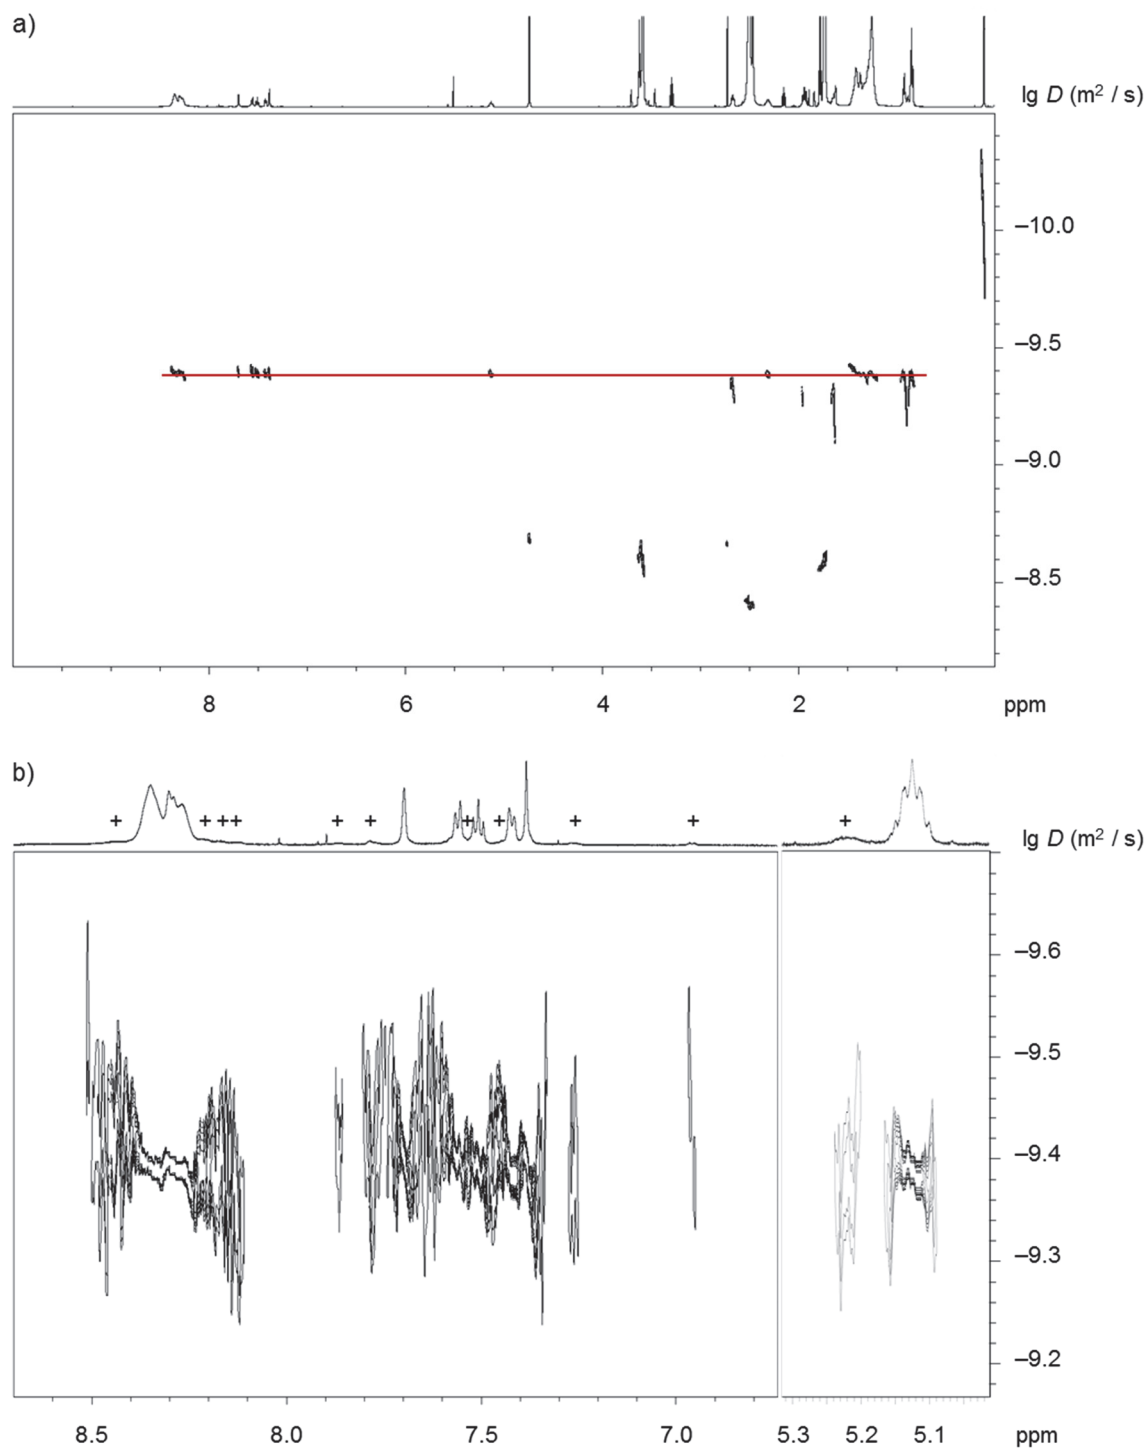 a)
lg D (m² / s)
–10.0
–9.5
–9.0
–8.5
8 6 4 2 ppm
b)
+ + + + + + + + + + +
lg D (m² / s)
–9.6
–9.5
–9.4
–9.3
–9.2
8.5 8.0 7.5 7.0 5.3 5.2 5.1 ppm